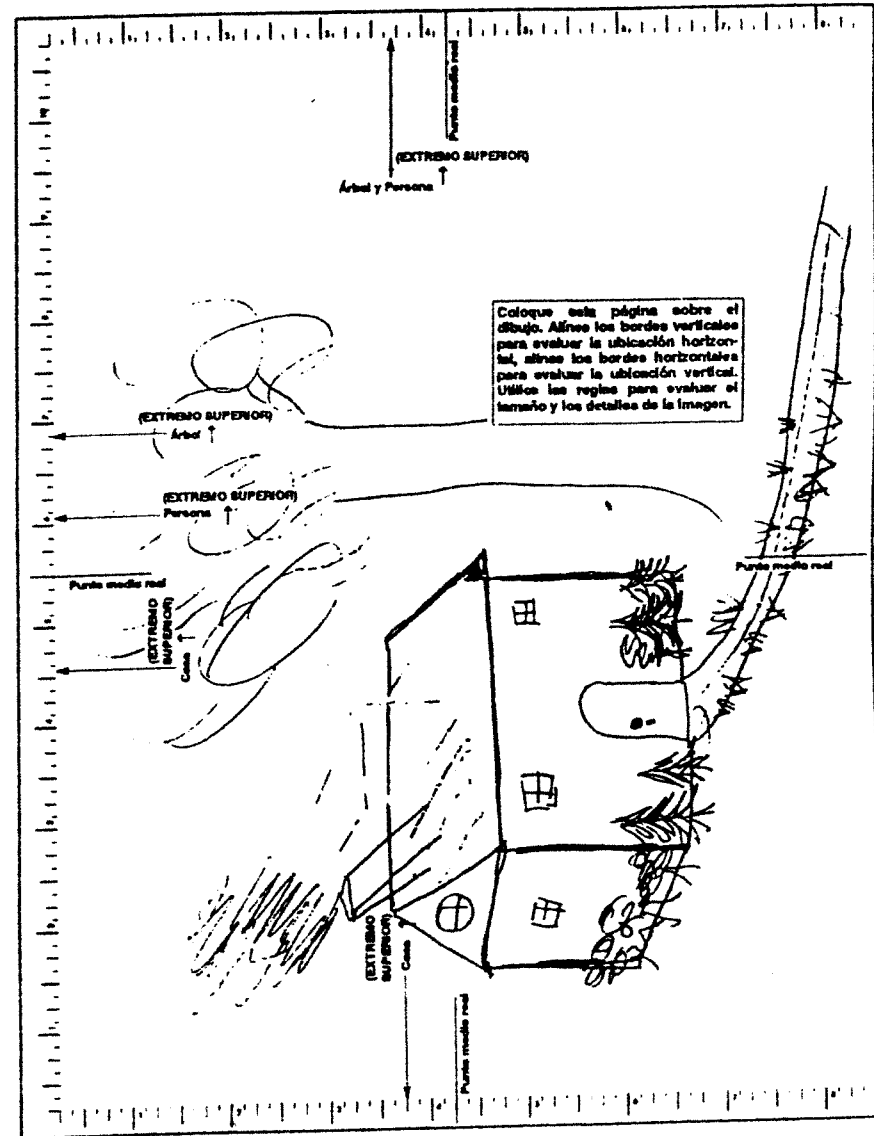 Punto medio real
(EXTREMO SUPERIOR)
Árbol y Persona
Coloque esta página sobre el
dibujo. Alínee los bordes verticales
para evaluar la ubicación horizon-
tal, alínee los bordes horizontales
para evaluar la ubicación vertical.
Utilice las reglas para evaluar el
tamaño y los detalles de la imagen.
(EXTREMO SUPERIOR)
Árbol
(EXTREMO SUPERIOR)
Persona
Punto medio real
Punto medio real
(EXTREMO
SUPERIOR)
Casa
(EXTREMO
SUPERIOR)
Casa
Punto medio real